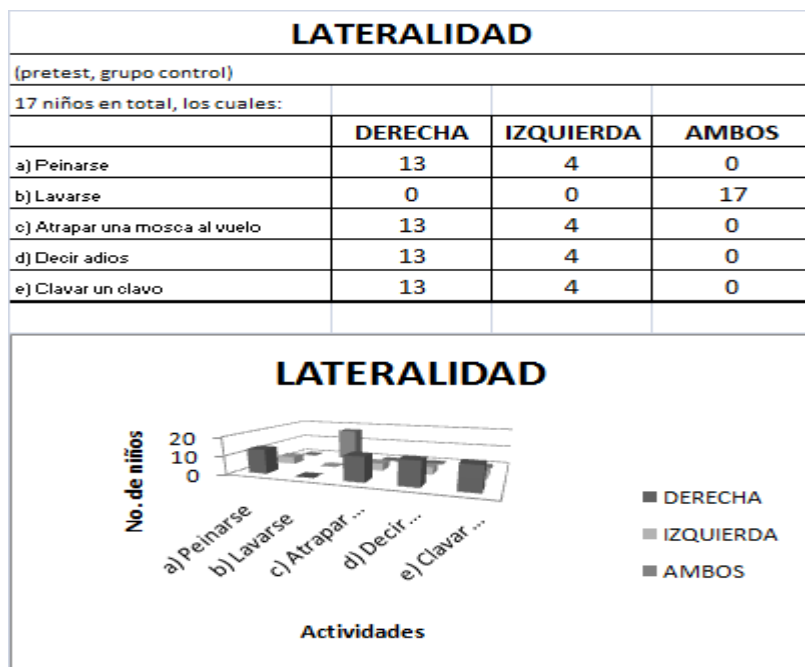 LATERALIDAD
(pretest, grupo control)
17 niños en total, los cuales:
DERECHA IZQUIERDA AMBOS
a) Peinarse 13 4 0
b) Lavarse 0 0 17
c) Atrapar una mosca al vuelo 13 4 0
d) Decir adios 13 4 0
e) Clavar un clavo 13 4 0
LATERALIDAD
No. de niños
20
10
0
a) Peinarse
b) Lavarse
c) Atrapar ...
d) Decir ...
e) Clavar ...
DERECHA
IZQUIERDA
AMBOS
Actividades